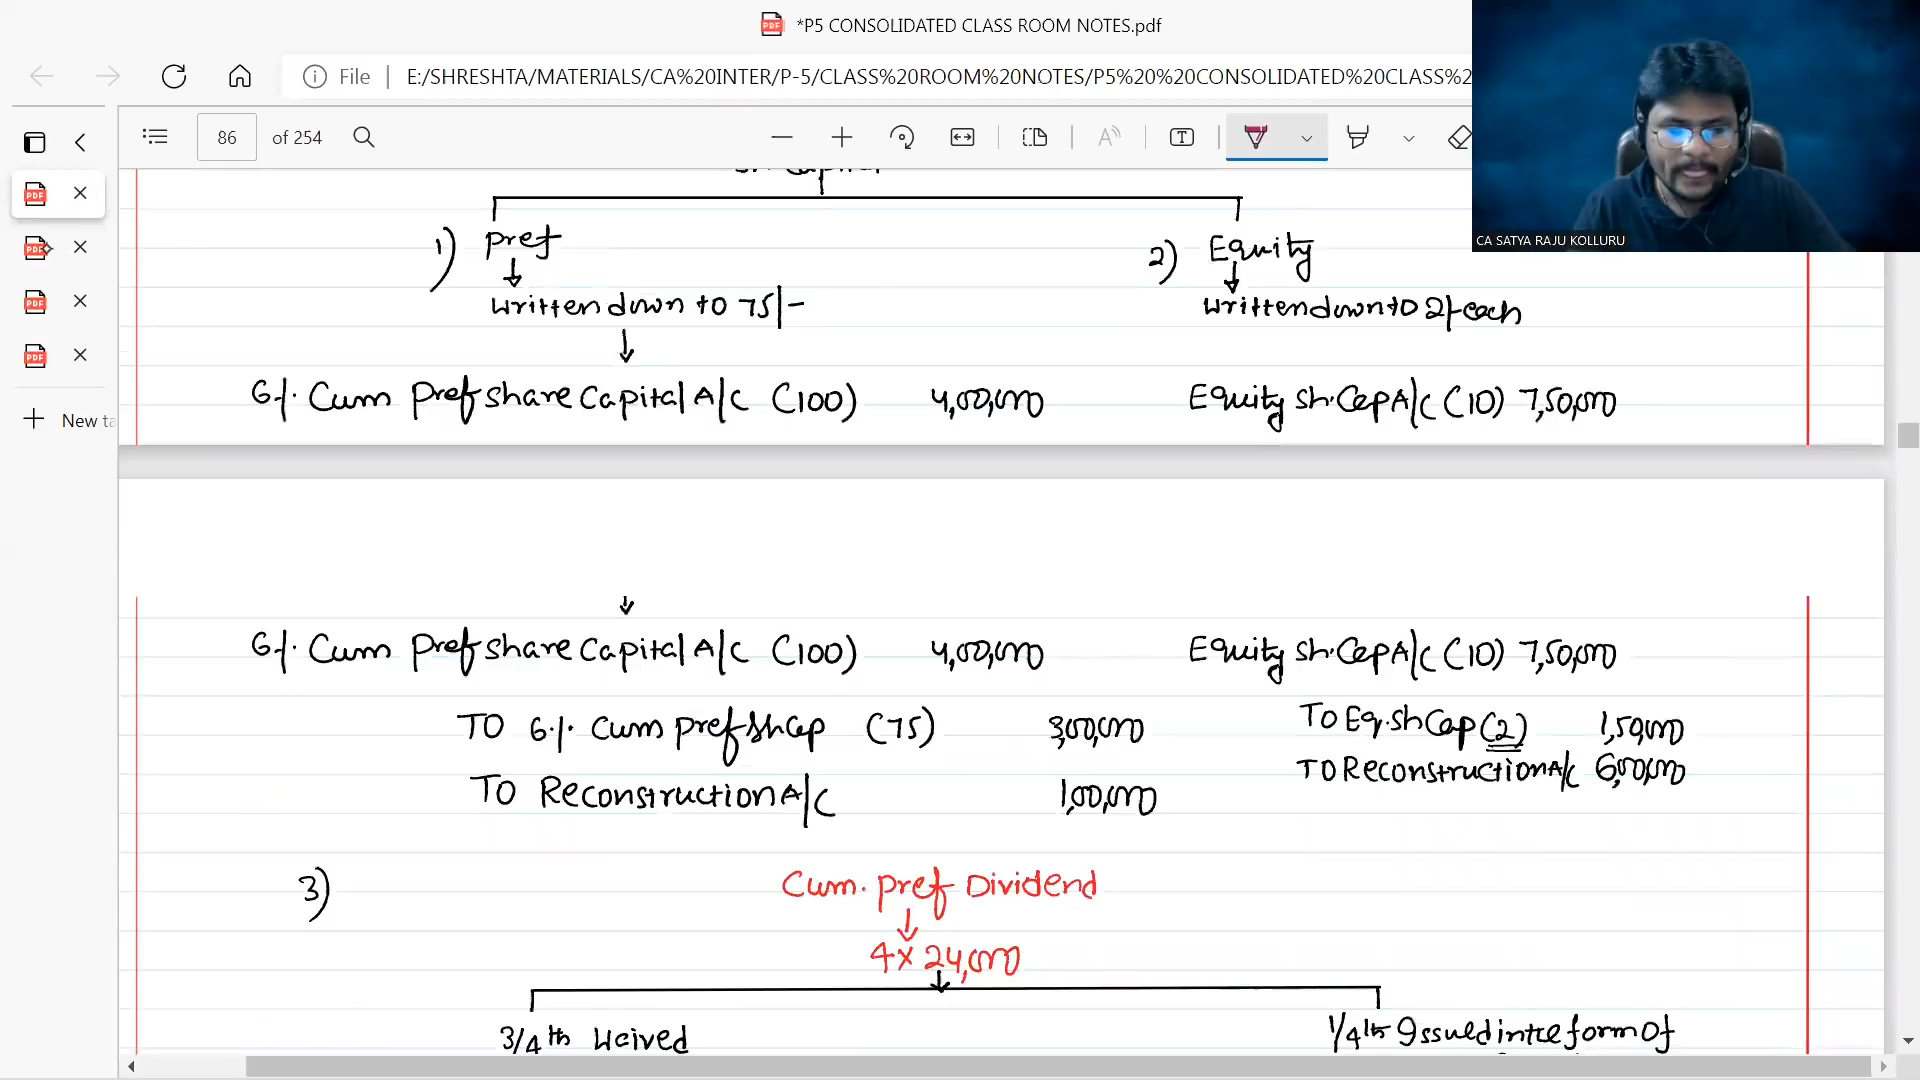 *P5 CONSOLIDATED CLASS ROOM NOTES.pdf
File | E:/SHRESHTA/MATERIALS/CA%20INTER/P-5/CLASS%20ROOM%20NOTES/P5%20%20CONSOLIDATED%20CLASS%2
86 of 254
CA SATYA RAJU KOLLURU
New ta
1) Pref
2) Equity
Written down to 75/-
Written down to 2/- each
6%. Cum Pref share Capital A/C (100) 4,00,000
Equity Sh.Cap A/C (10) 7,50,000
6%. Cum Pref share Capital A/C (100) 4,00,000
Equity Sh.Cap A/C (10) 7,50,000
TO 6%. Cum Pref Sh Cap (75) 3,00,000
To Eq.sh Cap (2) 1,50,000
TO Reconstruction A/C 6,00,000
TO Reconstruction A/C 1,00,000
3) Cum. Pref Dividend
4 x 24,000
3/4th Waived
1/4th Issued in the form of